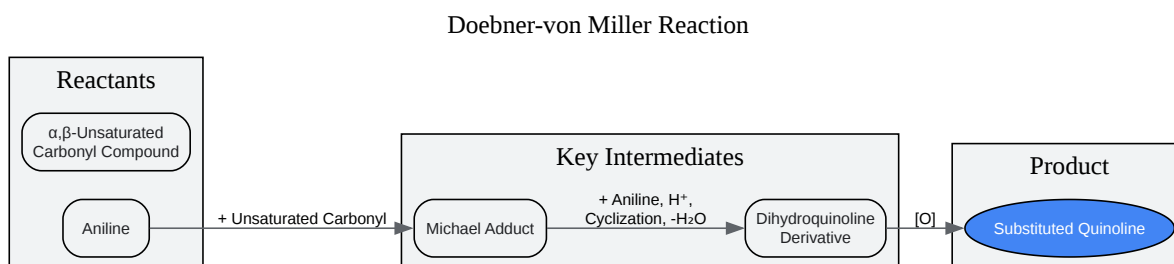 Doebner-von Miller Reaction
Reactants
α,β-Unsaturated
Carbonyl Compound
Aniline
+ Unsaturated Carbonyl
Key Intermediates
Michael Adduct
+ Aniline, H⁺,
Cyclization, -H₂O
Dihydroquinoline
Derivative
[O]
Product
Substituted Quinoline